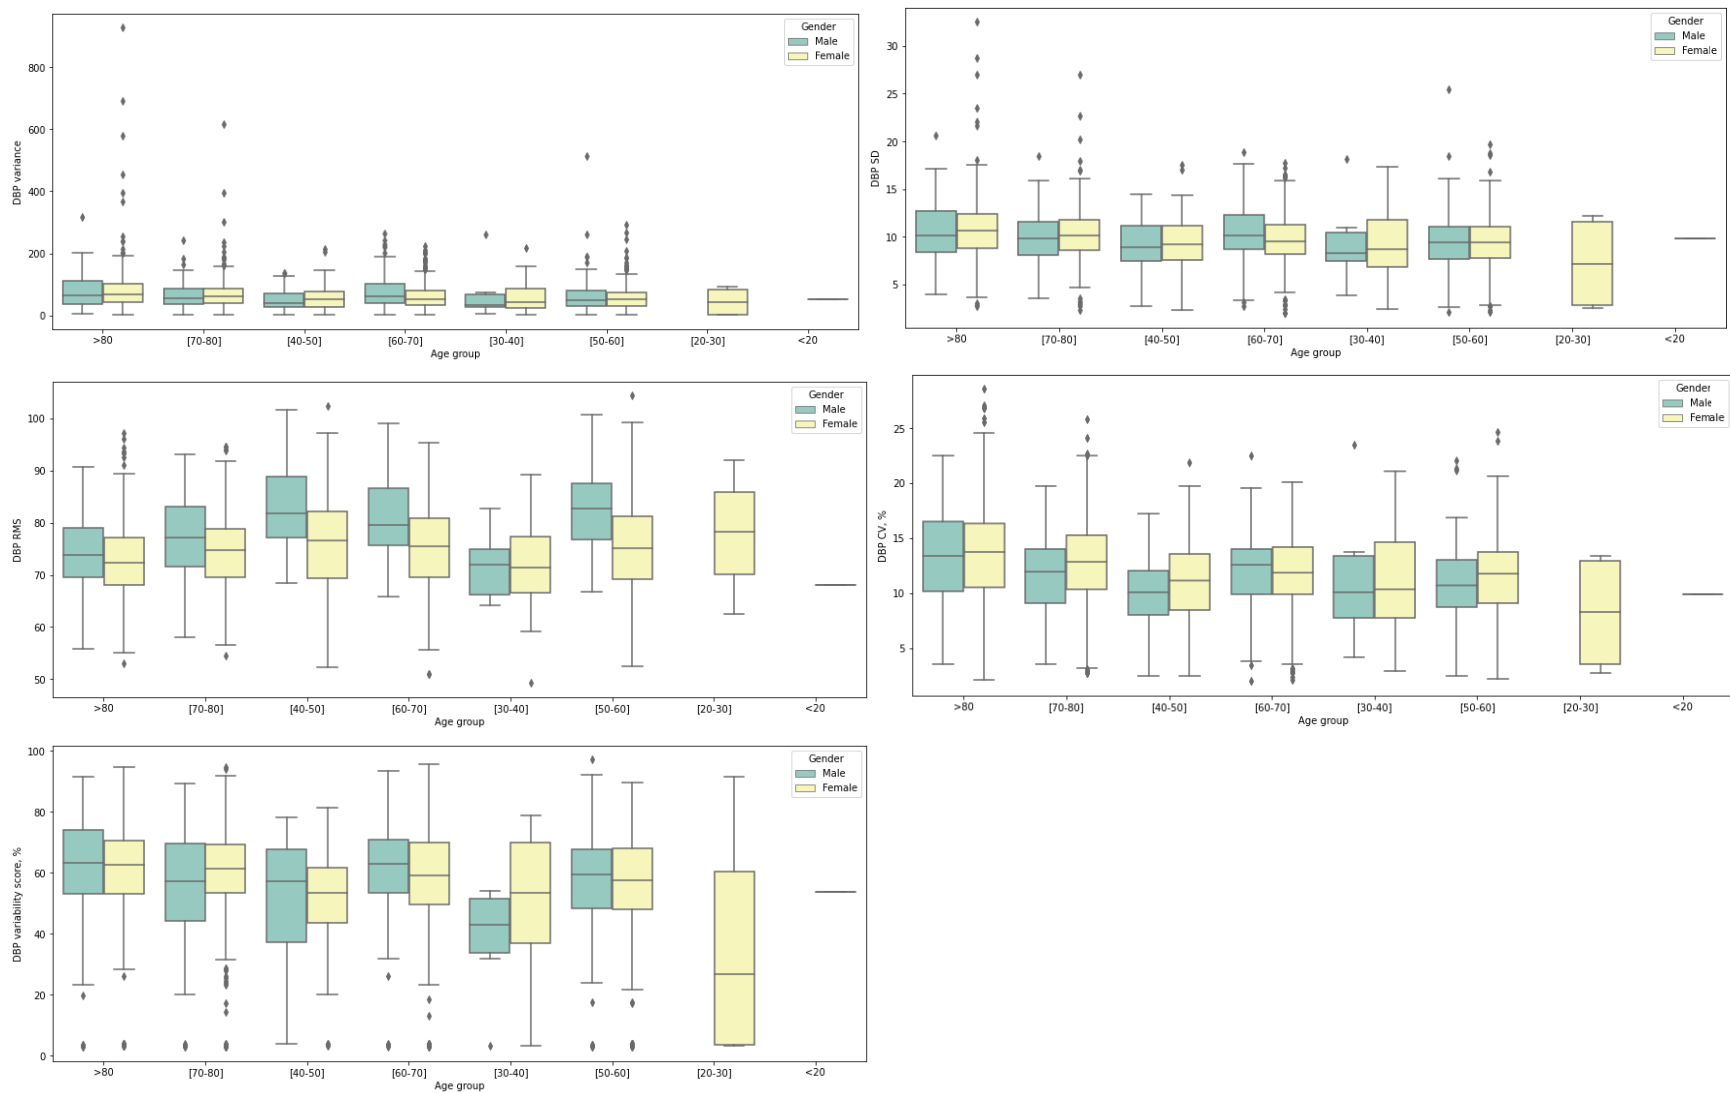 Gender
Male
Female
DBP variance
800
600
400
200
0
>80 [70-80] [40-50] [60-70] [30-40] [50-60] [20-30] <20
Age group
Gender
Male
Female
DBP SD
30
25
20
15
10
5
>80 [70-80] [40-50] [60-70] [30-40] [50-60] [20-30] <20
Age group
Gender
Male
Female
DBP RMS
100
90
80
70
60
50
>80 [70-80] [40-50] [60-70] [30-40] [50-60] [20-30] <20
Age group
Gender
Male
Female
DBP CV, %
25
20
15
10
5
>80 [70-80] [40-50] [60-70] [30-40] [50-60] [20-30] <20
Age group
Gender
Male
Female
DBP variability score, %
100
80
60
40
20
0
>80 [70-80] [40-50] [60-70] [30-40] [50-60] [20-30] <20
Age group